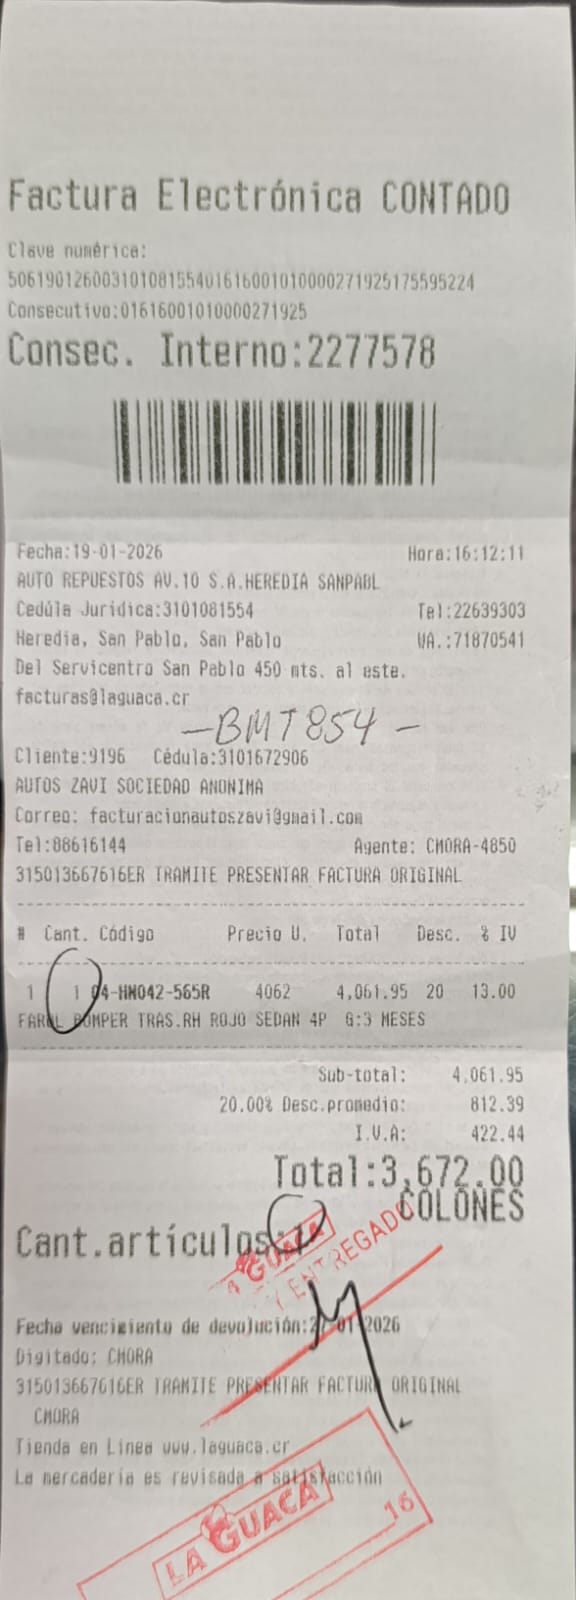 Factura Electrónica CONTADO
Clave numérica:
50619012600310108155401616001010000271925175595224
Consecutivo:01616001010000271925
Consec. Interno:2277578
Fecha:19-01-2026 Hora:16:12:11
AUTO REPUESTOS AV.10 S.A.HEREDIA SANPABL
Cedúla Juridica:3101081554 Tel:22639303
Heredia, San Pablo, San Pablo WA.:71870541
Del Servicentro San Pablo 450 mts. al este.
facturas@laguaca.cr
-BMT854-
Cliente:9196 Cédula:3101672906
AUTOS ZAVI SOCIEDAD ANONIMA
Correo: facturacionautoszavi@gmail.com
Tel:88616144 Agente: CMORA-4850
315013667616ER TRAMITE PRESENTAR FACTURA ORIGINAL
# Cant. Código Precio U. Total Desc. % IV
1 1 04-HN042-565R 4062 4,061.95 20 13.00
FAROL BUMPER TRAS.RH ROJO SEDAN 4P G:3 MESES
Sub-total: 4,061.95
20.00% Desc.promedio: 812.39
I.V.A: 422.44
Total:3,672.00
COLONES
Cant.artículos:1
GUACA
Y ENTREGADO
Fecha vencimiento de devolución:27-01-2026
Digitado: CMORA
315013667616ER TRAMITE PRESENTAR FACTURA ORIGINAL
CMORA
Tienda en Linea www.laguaca.cr
La mercadería es revisada a satisfacción
LA GUACA
16